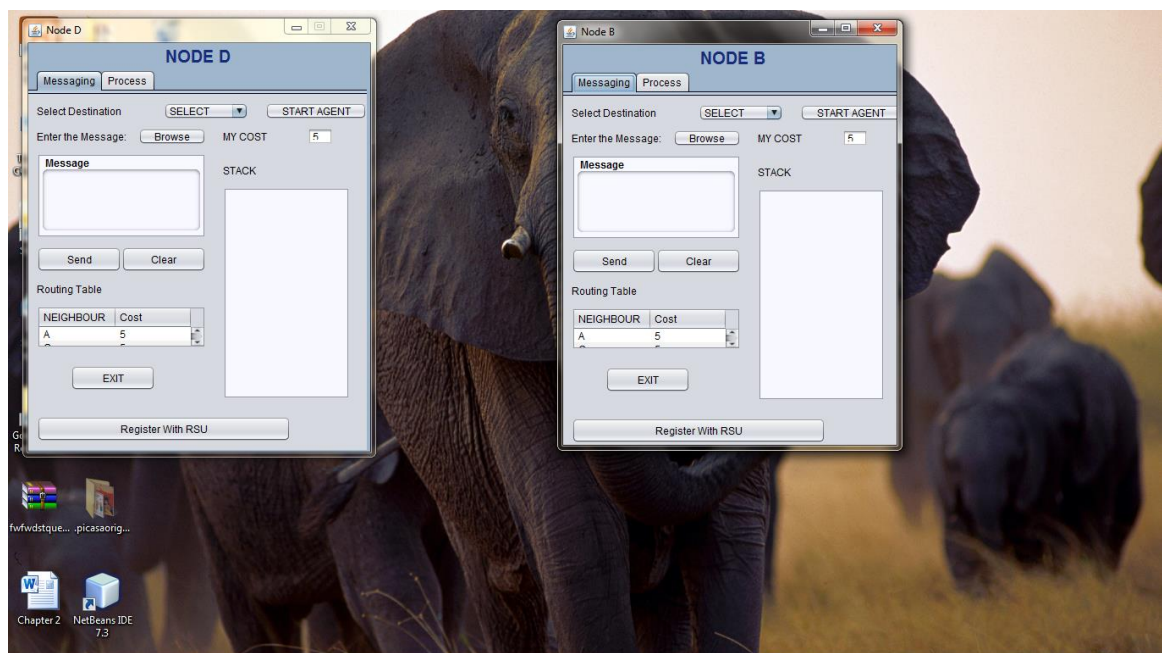 Node D
NODE D
Messaging Process
Select Destination SELECT START AGENT
Enter the Message: Browse MY COST 5
Message
STACK
Send Clear
Routing Table
NEIGHBOUR Cost
A 5
EXIT
Register With RSU
Node B
NODE B
Messaging Process
Select Destination SELECT START AGENT
Enter the Message: Browse MY COST 5
Message
STACK
Send Clear
Routing Table
NEIGHBOUR Cost
A 5
EXIT
Register With RSU
fwfwdstque... .picasaorig...
Chapter 2 NetBeans IDE
7.3